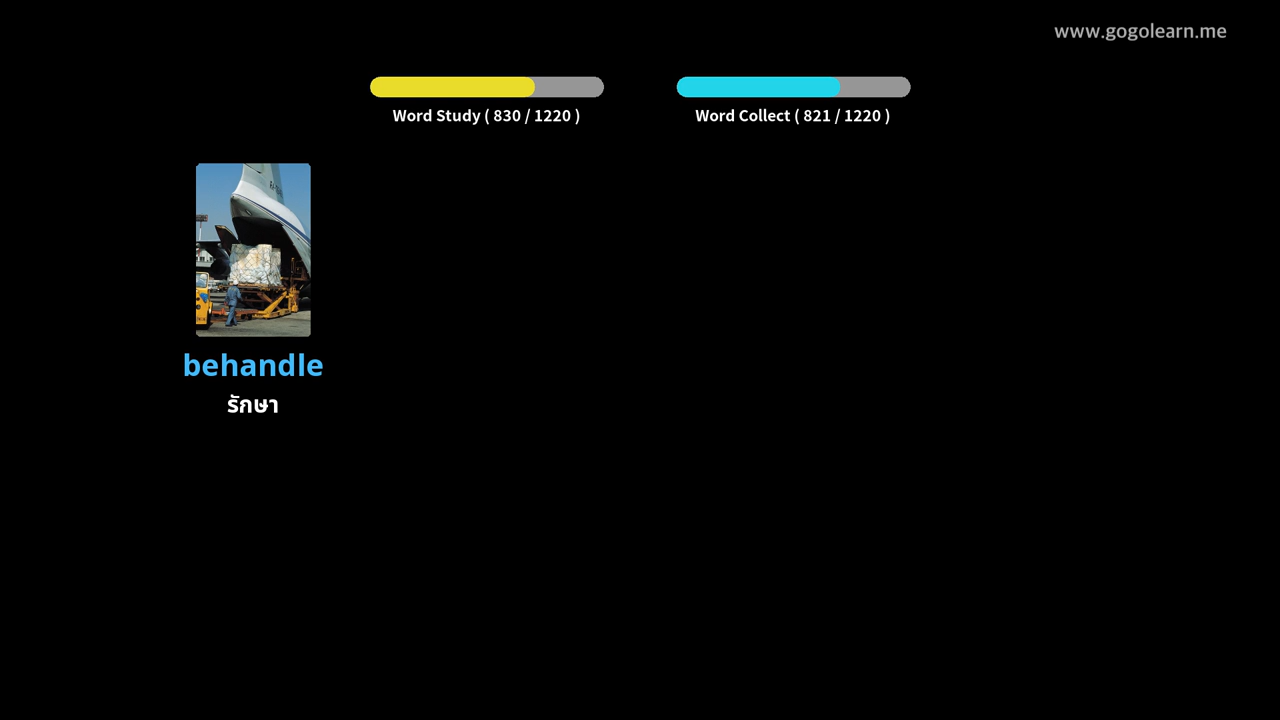 www.gogolearn.me
Word Study ( 830 / 1220 )
Word Collect ( 821 / 1220 )
behandle
รักษา